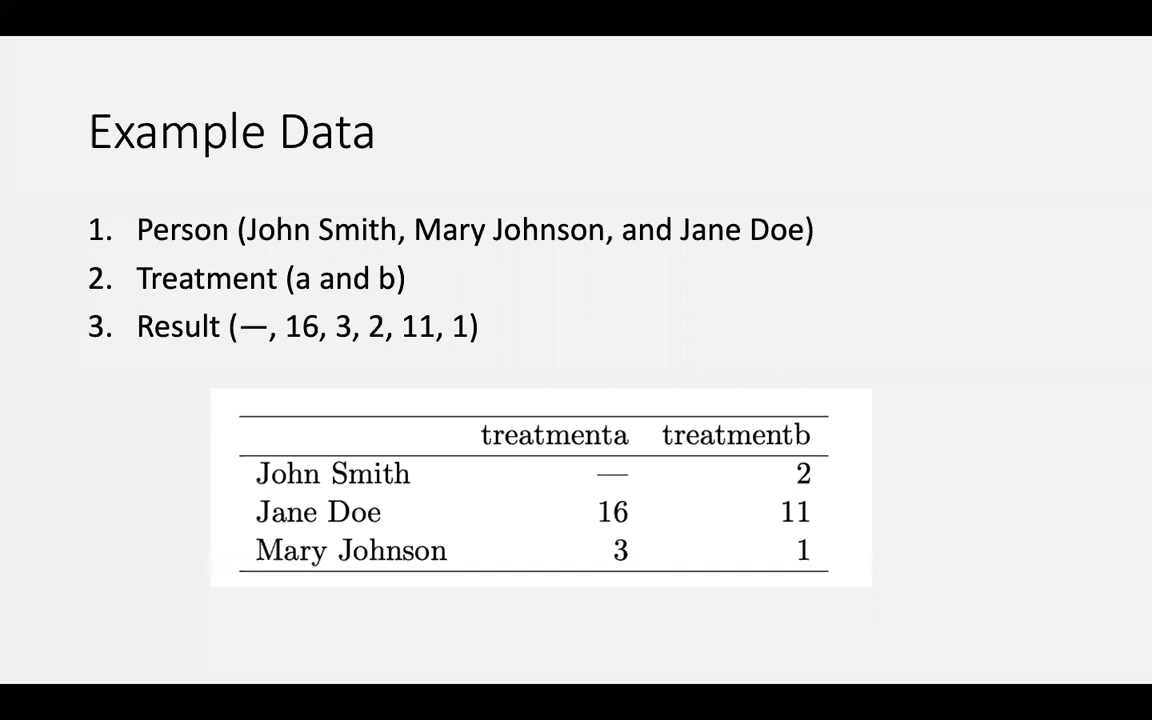 Example Data
1. Person (John Smith, Mary Johnson, and Jane Doe)
2. Treatment (a and b)
3. Result (—, 16, 3, 2, 11, 1)
treatmenta treatmentb
John Smith — 2
Jane Doe 16 11
Mary Johnson 3 1